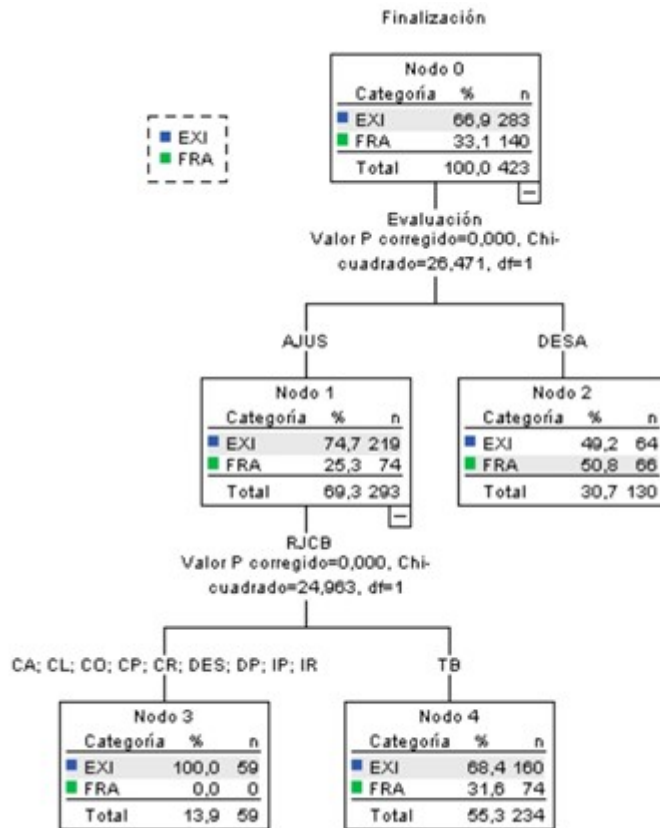 Finalización
Nodo 0
Categoría % n
EXI 66,9 283
FRA 33,1 140
Total 100,0 423
EXI
FRA
Evaluación
Valor P corregido=0,000, Chi-
cuadrado=26,471, df=1
AJUS
DESA
Nodo 1
Categoría % n
EXI 74,7 219
FRA 25,3 74
Total 69,3 293
Nodo 2
Categoría % n
EXI 49,2 64
FRA 50,8 66
Total 30,7 130
RJCB
Valor P corregido=0,000, Chi-
cuadrado=24,963, df=1
CA; CL; CO; CP; CR; DES; DP; IP; IR
TB
Nodo 3
Categoría % n
EXI 100,0 59
FRA 0,0 0
Total 13,9 59
Nodo 4
Categoría % n
EXI 68,4 160
FRA 31,6 74
Total 55,3 234